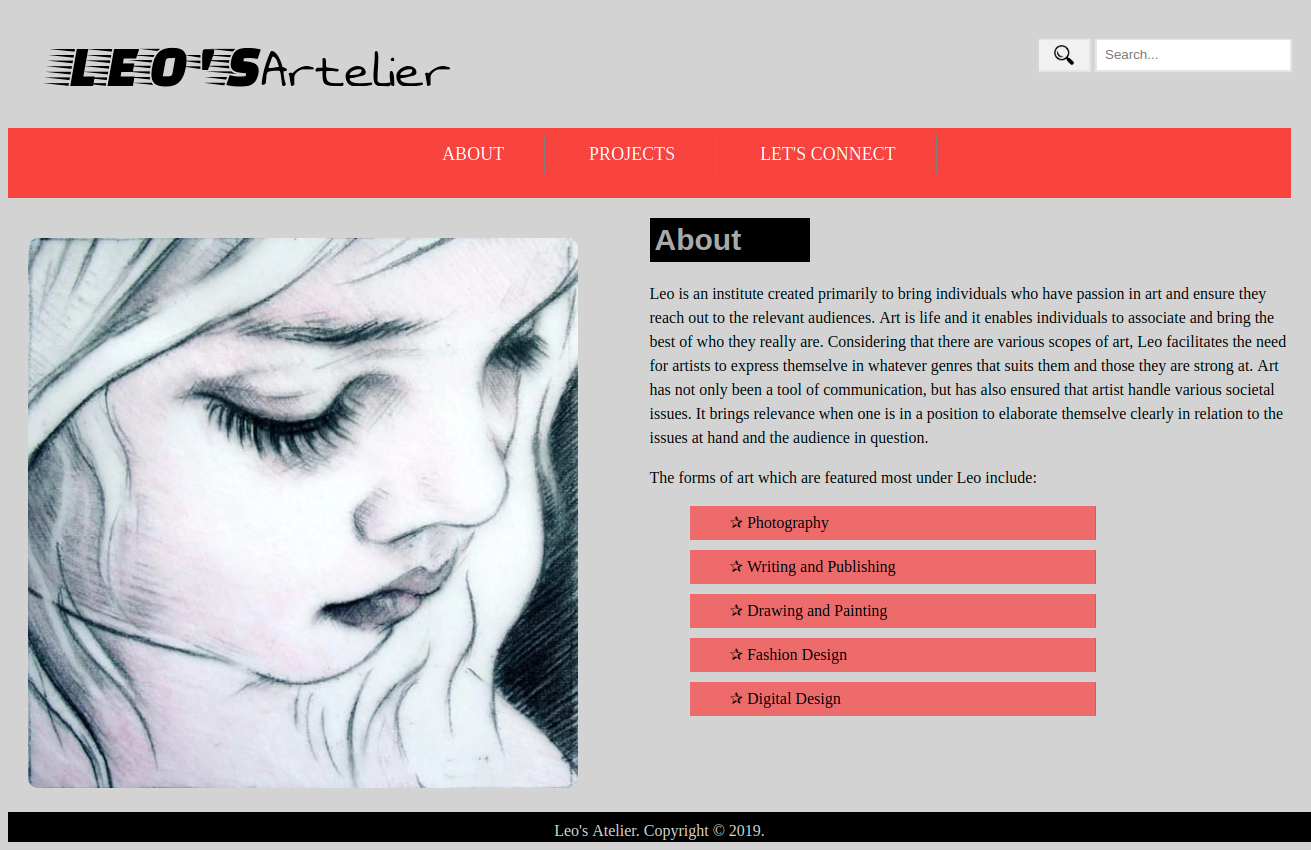 LEO'SArtelier
Search...
ABOUT
PROJECTS
LET'S CONNECT
About
Leo is an institute created primarily to bring individuals who have passion in art and ensure they
reach out to the relevant audiences. Art is life and it enables individuals to associate and bring the
best of who they really are. Considering that there are various scopes of art, Leo facilitates the need
for artists to express themselve in whatever genres that suits them and those they are strong at. Art
has not only been a tool of communication, but has also ensured that artist handle various societal
issues. It brings relevance when one is in a position to elaborate themselve clearly in relation to the
issues at hand and the audience in question.
The forms of art which are featured most under Leo include:
✰ Photography
✰ Writing and Publishing
✰ Drawing and Painting
✰ Fashion Design
✰ Digital Design
Leo's Atelier. Copyright © 2019.